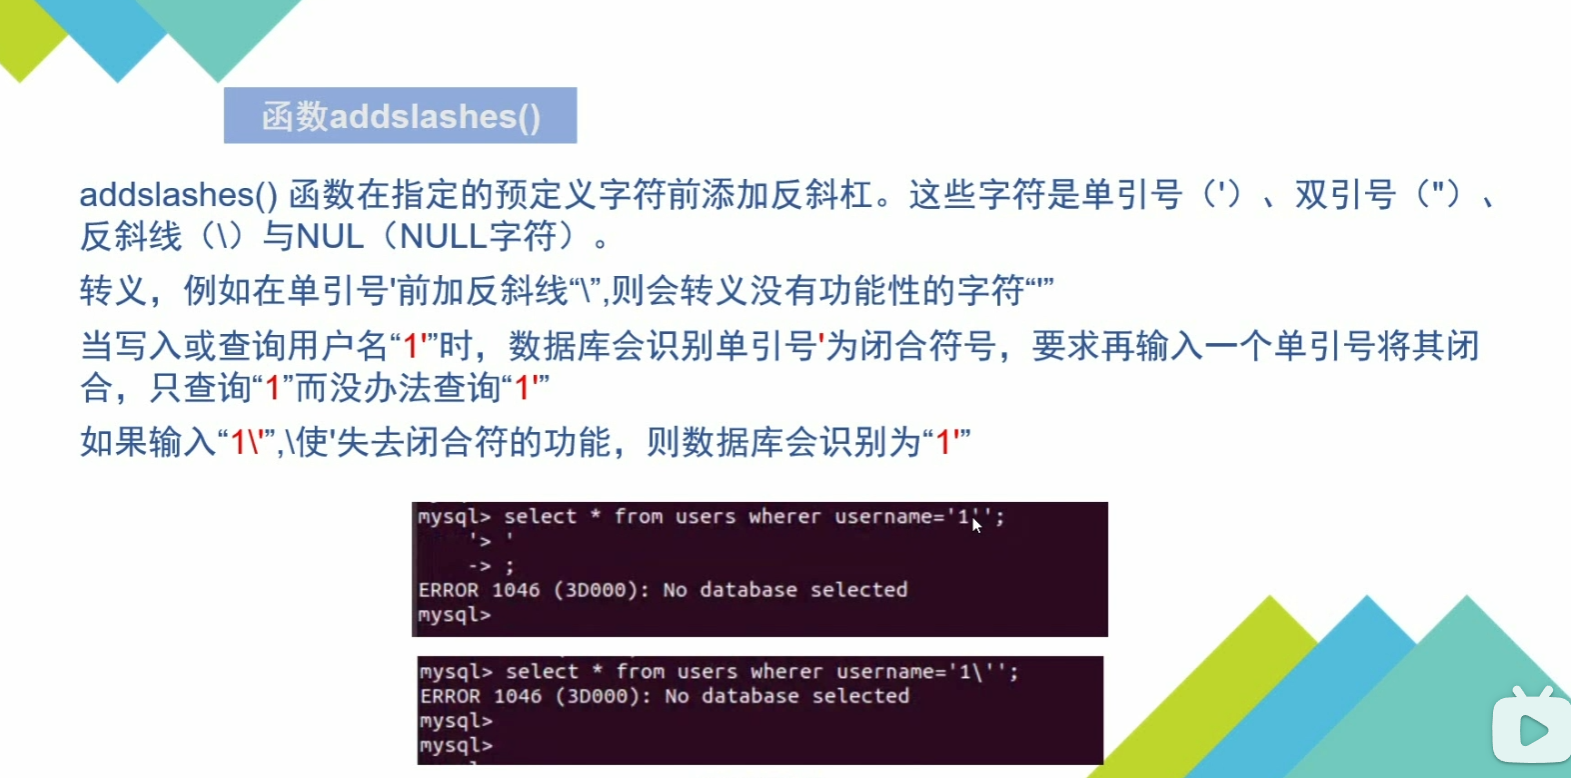 函数addslashes()
addslashes() 函数在指定的预定义字符前添加反斜杠。这些字符是单引号（'）、双引号（"）、
反斜线（\）与NUL（NULL字符）。
转义，例如在单引号'前加反斜线“\”,则会转义没有功能性的字符“'”
当写入或查询用户名“1'”时，数据库会识别单引号'为闭合符号，要求再输入一个单引号将其闭
合，只查询“1”而没办法查询“1'”
如果输入“1\'”,\使'失去闭合符的功能，则数据库会识别为“1'”
mysql> select * from users wherer username='1'';
'> '
-> ;
ERROR 1046 (3D000): No database selected
mysql>
mysql> select * from users wherer username='1\'';
ERROR 1046 (3D000): No database selected
mysql>
mysql>